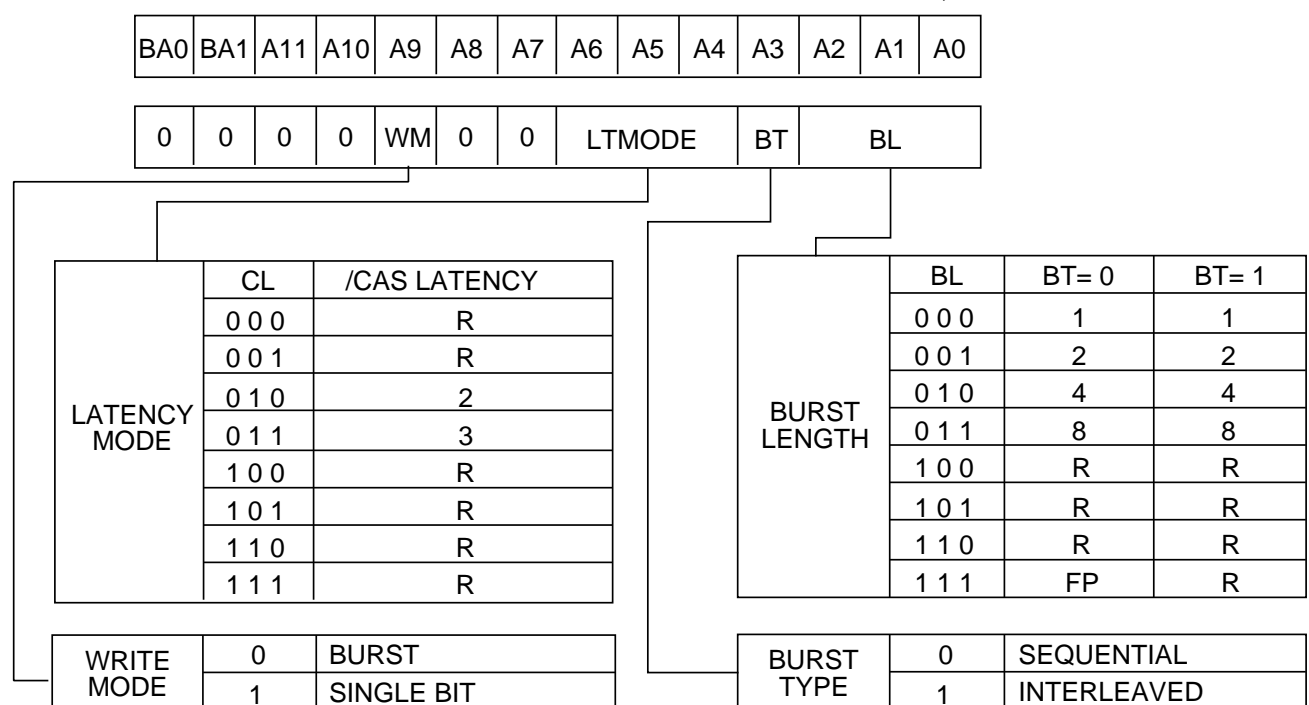 BA0 BA1 A11 A10 A9 A8 A7 A6 A5 A4 A3 A2 A1 A0
0 0 0 0 WM 0 0 LTMODE BT BL
LATENCY
MODE
CL /CAS LATENCY
0 0 0 R
0 0 1 R
0 1 0 2
0 1 1 3
1 0 0 R
1 0 1 R
1 1 0 R
1 1 1 R
BURST
LENGTH
BL BT= 0 BT= 1
0 0 0 1 1
0 0 1 2 2
0 1 0 4 4
0 1 1 8 8
1 0 0 R R
1 0 1 R R
1 1 0 R R
1 1 1 FP R
WRITE
MODE
0 BURST
1 SINGLE BIT
BURST
TYPE
0 SEQUENTIAL
1 INTERLEAVED